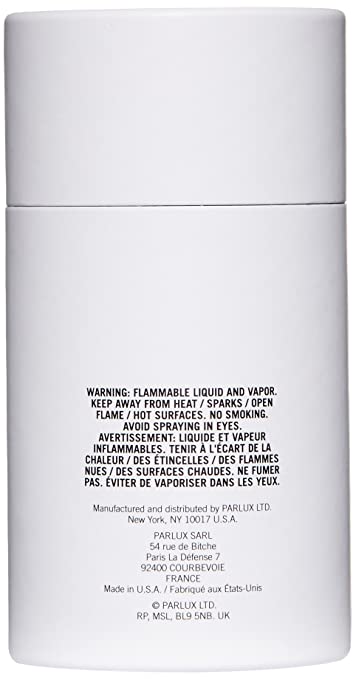 WARNING: FLAMMABLE LIQUID AND VAPOR.
KEEP AWAY FROM HEAT / SPARKS / OPEN
FLAME / HOT SURFACES. NO SMOKING.
AVOID SPRAYING IN EYES.
AVERTISSEMENT: LIQUIDE ET VAPEUR
INFLAMMABLES. TENIR À L'ÉCART DE LA
CHALEUR / DES ÉTINCELLES / DES FLAMMES
NUES / DES SURFACES CHAUDES. NE FUMER
PAS. ÉVITER DE VAPORISER DANS LES YEUX.
Manufactured and distributed by PARLUX LTD.
New York, NY 10017 U.S.A.
PARLUX SARL
54 rue de Bitche
Paris La Défense 7
92400 COURBEVOIE
FRANCE
Made in U.S.A. / Fabriqué aux États-Unis
© PARLUX LTD.
RP, MSL, BL9 5NB. UK